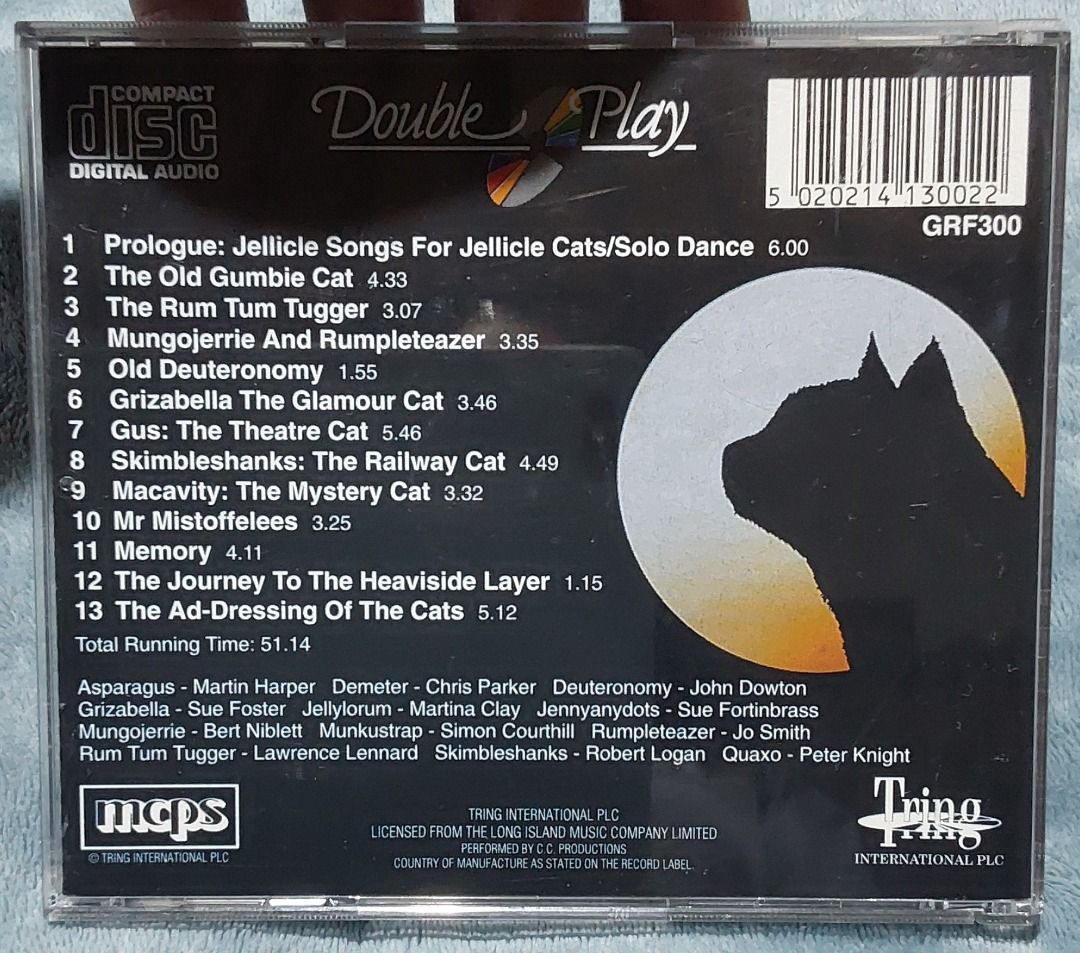 COMPACT
disc
DIGITAL AUDIO
Double Play
5 020214 130022
GRF300
1 Prologue: Jellicle Songs For Jellicle Cats/Solo Dance 6.00
2 The Old Gumbie Cat 4.33
3 The Rum Tum Tugger 3.07
4 Mungojerrie And Rumpleteazer 3.35
5 Old Deuteronomy 1.55
6 Grizabella The Glamour Cat 3.46
7 Gus: The Theatre Cat 5.46
8 Skimbleshanks: The Railway Cat 4.49
9 Macavity: The Mystery Cat 3.32
10 Mr Mistoffelees 3.25
11 Memory 4.11
12 The Journey To The Heaviside Layer 1.15
13 The Ad-Dressing Of The Cats 5.12
Total Running Time: 51.14
Asparagus - Martin Harper Demeter - Chris Parker Deuteronomy - John Dowton
Grizabella - Sue Foster Jellylorum - Martina Clay Jennyanydots - Sue Fortinbrass
Mungojerrie - Bert Niblett Munkustrap - Simon Courthill Rumpleteazer - Jo Smith
Rum Tum Tugger - Lawrence Lennard Skimbleshanks - Robert Logan Quaxo - Peter Knight
mcps
© TRING INTERNATIONAL PLC
TRING INTERNATIONAL PLC
LICENSED FROM THE LONG ISLAND MUSIC COMPANY LIMITED
PERFORMED BY C.C. PRODUCTIONS
COUNTRY OF MANUFACTURE AS STATED ON THE RECORD LABEL.
Tring
INTERNATIONAL PLC